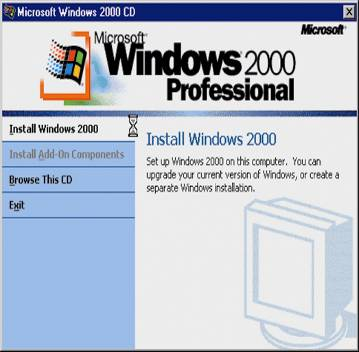 Microsoft Windows 2000 CD
Microsoft
Microsoft
Windows 2000
Professional
Install Windows 2000
Install Add-On Components
Browse This CD
Exit
Install Windows 2000
Set up Windows 2000 on this computer. You can
upgrade your current version of Windows, or create a
separate Windows installation.